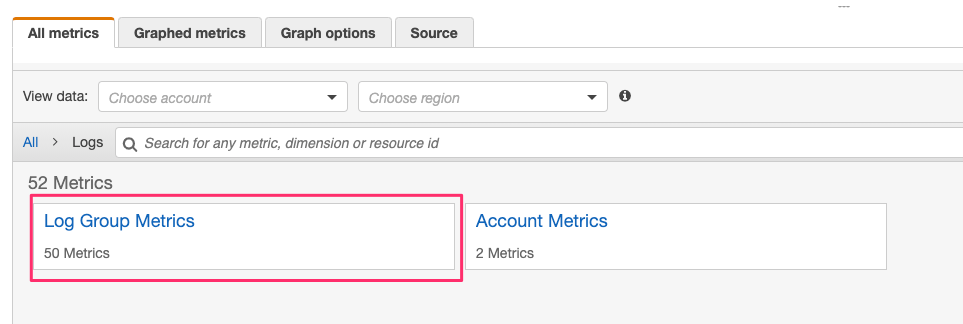 ---
All metrics Graphed metrics Graph options Source
View data: Choose account Choose region
All > Logs Search for any metric, dimension or resource id
52 Metrics
Log Group Metrics Account Metrics
50 Metrics 2 Metrics